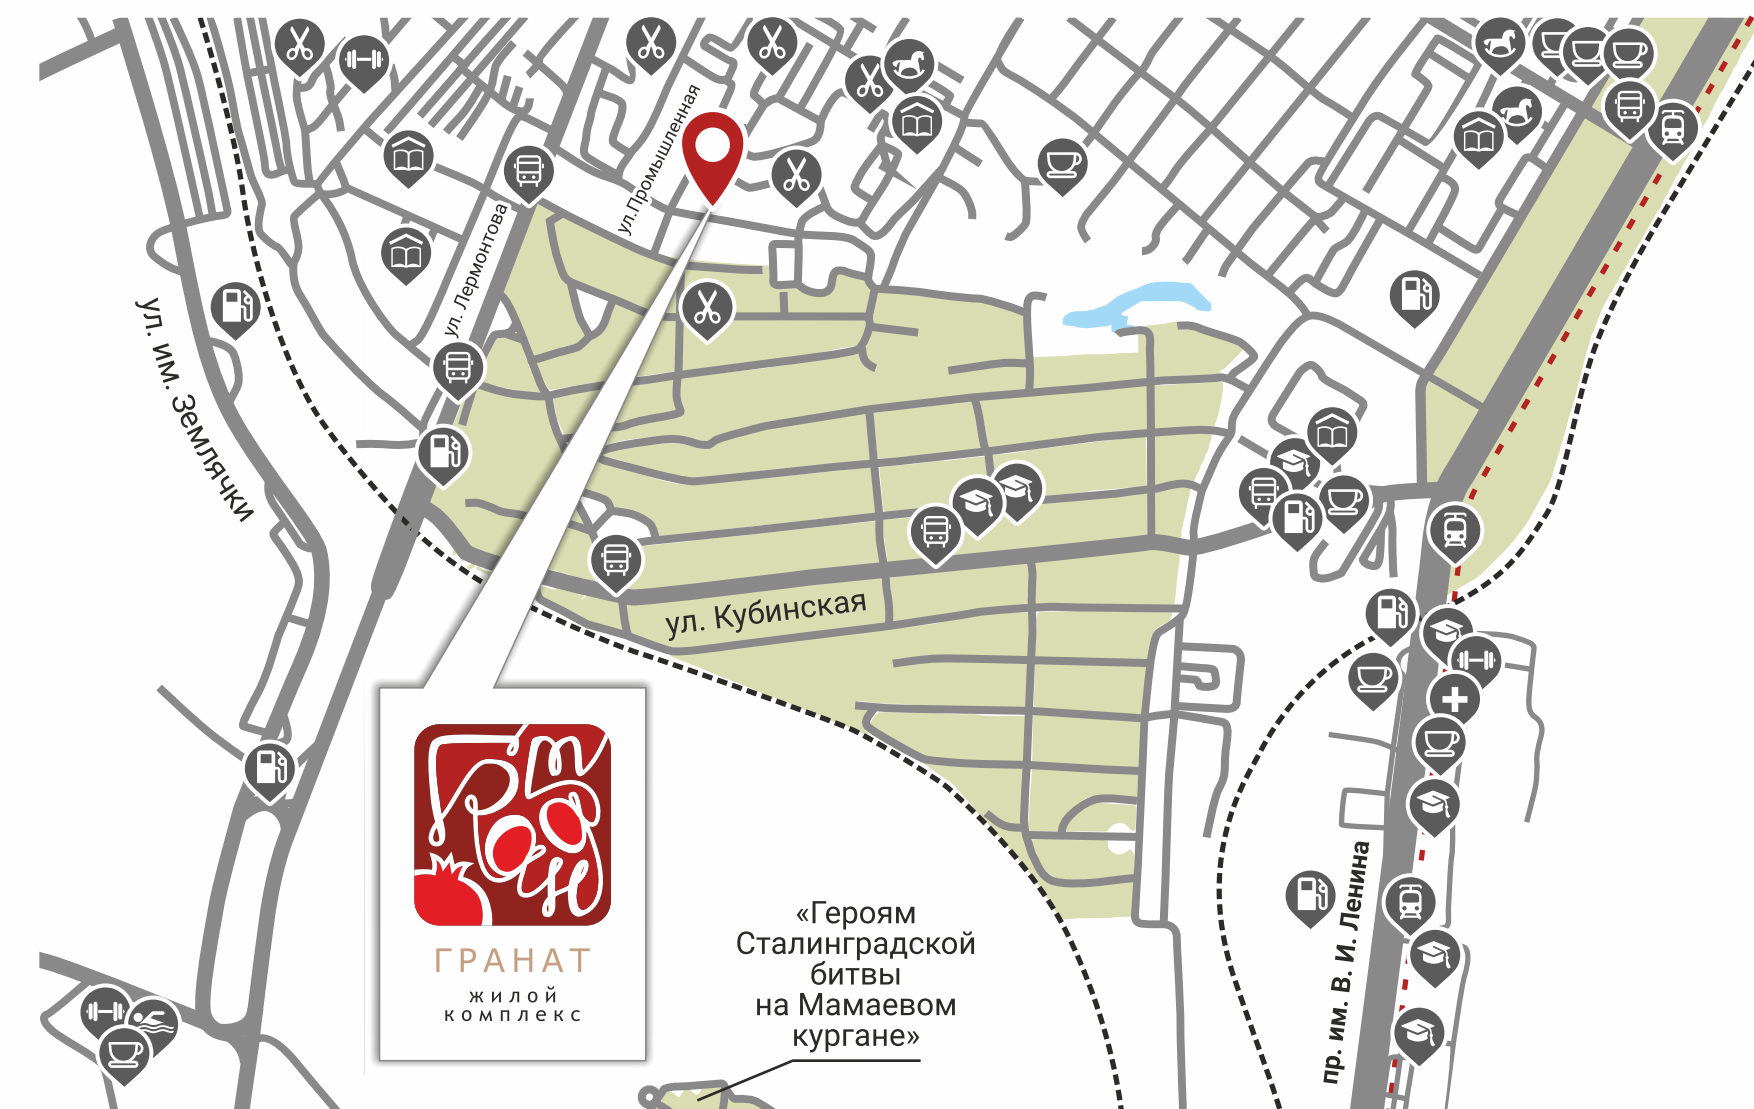 ул.Промышленная
ул. Лермонтова
ул. им. Землячки
ул. Кубинская
Гранат
ГРАНАТ
ЖИЛОЙ
КОМПЛЕКС
«Героям
Сталинградской
битвы
на Мамаевом
кургане»
пр. им. В. И. Ленина